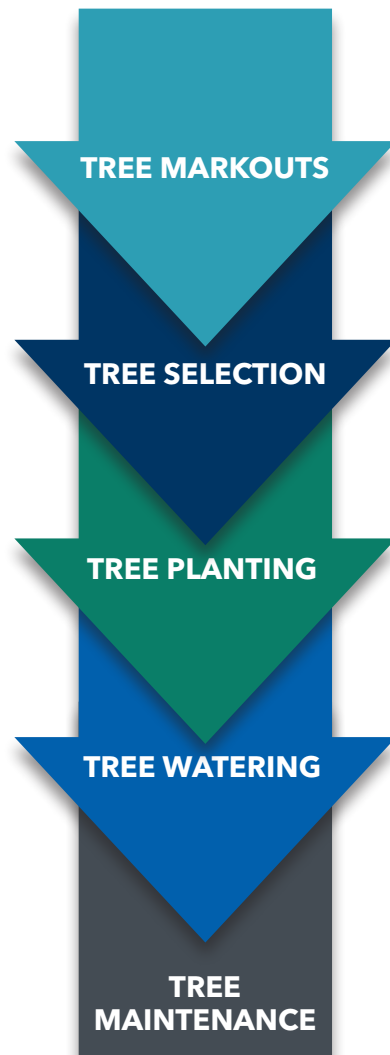 TREE MARKOUTS
TREE SELECTION
TREE PLANTING
TREE WATERING
TREE
MAINTENANCE